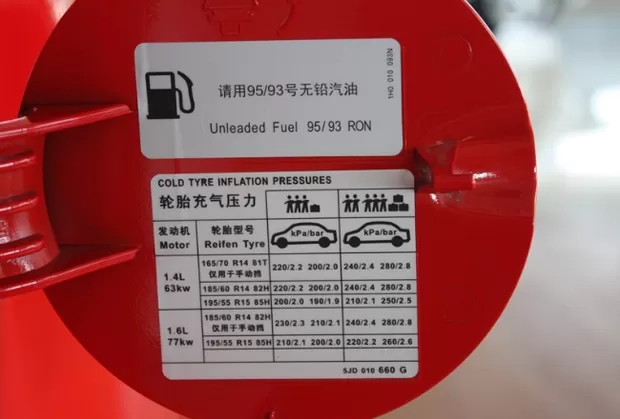 请用95/93号无铅汽油
Unleaded Fuel 95/93 RON
1H0 010 093N
COLD TYRE INFLATION PRESSURES
轮胎充气压力
发动机 轮胎型号 kPa/bar kPa/bar
Motor Reifen Tyre
1.4L
63kw
165/70 R14 81T 220/2.2 200/2.0 240/2.4 280/2.8
仅用于手动挡
185/60 R14 82H 220/2.2 200/2.0 240/2.4 280/2.8
195/55 R15 85H 200/2.0 190/1.9 210/2.1 250/2.5
1.6L
77kw
185/60 R14 82H 230/2.3 210/2.1 240/2.4 280/2.8
仅用于手动挡
195/55 R15 85H 210/2.1 200/2.0 220/2.2 260/2.6
5JD 010 660 G